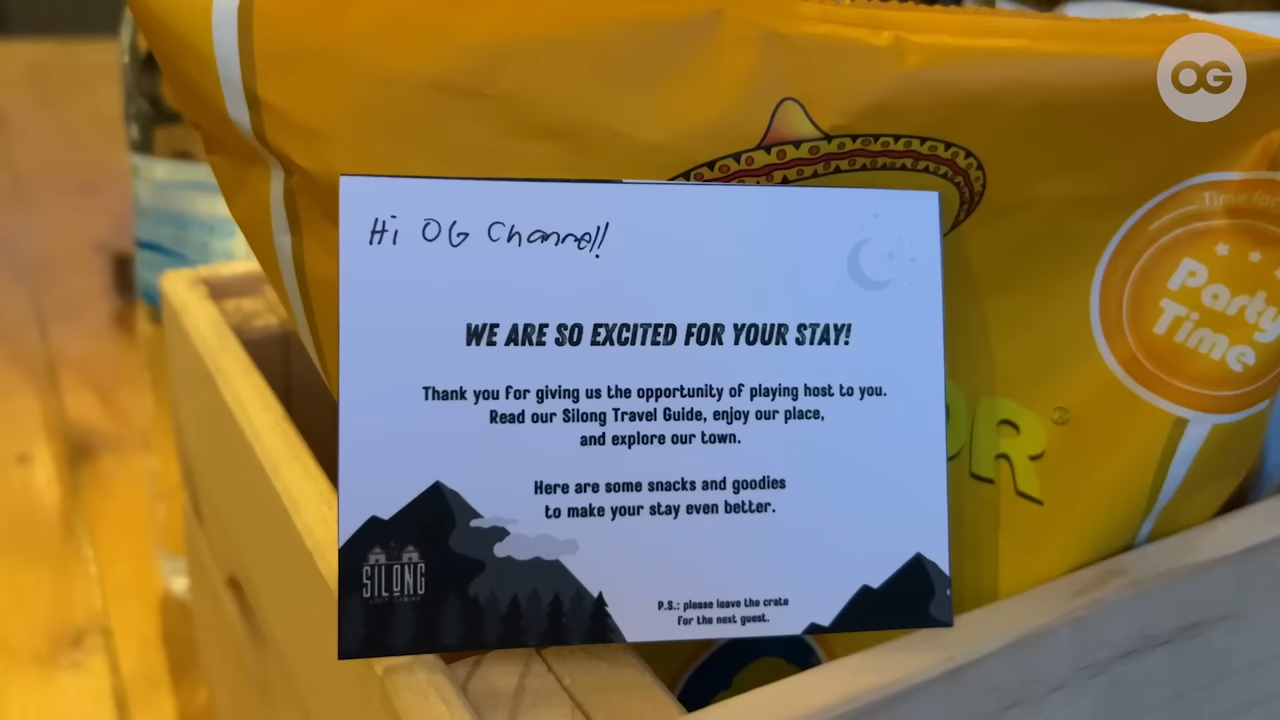 OG
Hi OG Channel!
WE ARE SO EXCITED FOR YOUR STAY!
Thank you for giving us the opportunity of playing host to you.
Read our Silong Travel Guide, enjoy our place,
and explore our town.
Here are some snacks and goodies
to make your stay even better.
SILONG
P.S.: please leave the crate
for the next guest.
Time for
Party
Time